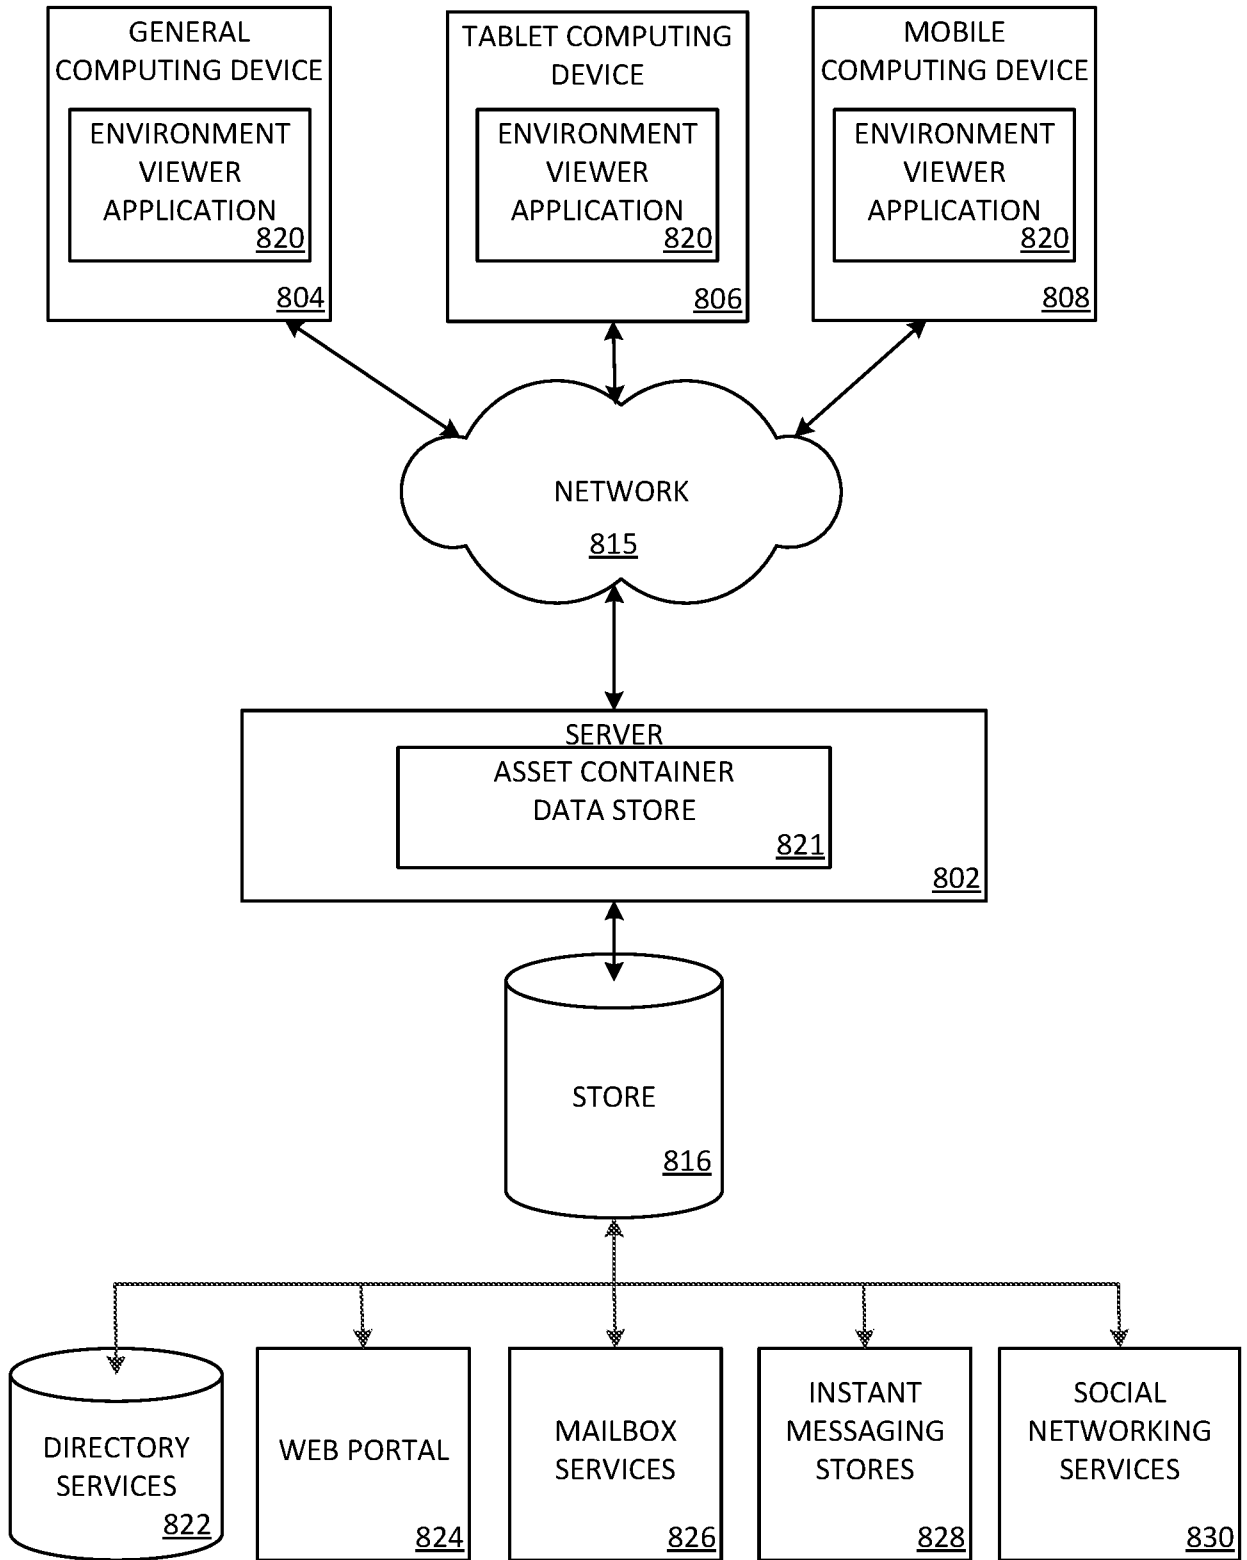 GENERAL
COMPUTING DEVICE
ENVIRONMENT
VIEWER
APPLICATION
820
804
TABLET COMPUTING
DEVICE
ENVIRONMENT
VIEWER
APPLICATION
820
806
MOBILE
COMPUTING DEVICE
ENVIRONMENT
VIEWER
APPLICATION
820
808
NETWORK
815
SERVER
ASSET CONTAINER
DATA STORE
821
802
STORE
816
DIRECTORY
SERVICES
822
WEB PORTAL
824
MAILBOX
SERVICES
826
INSTANT
MESSAGING
STORES
828
SOCIAL
NETWORKING
SERVICES
830